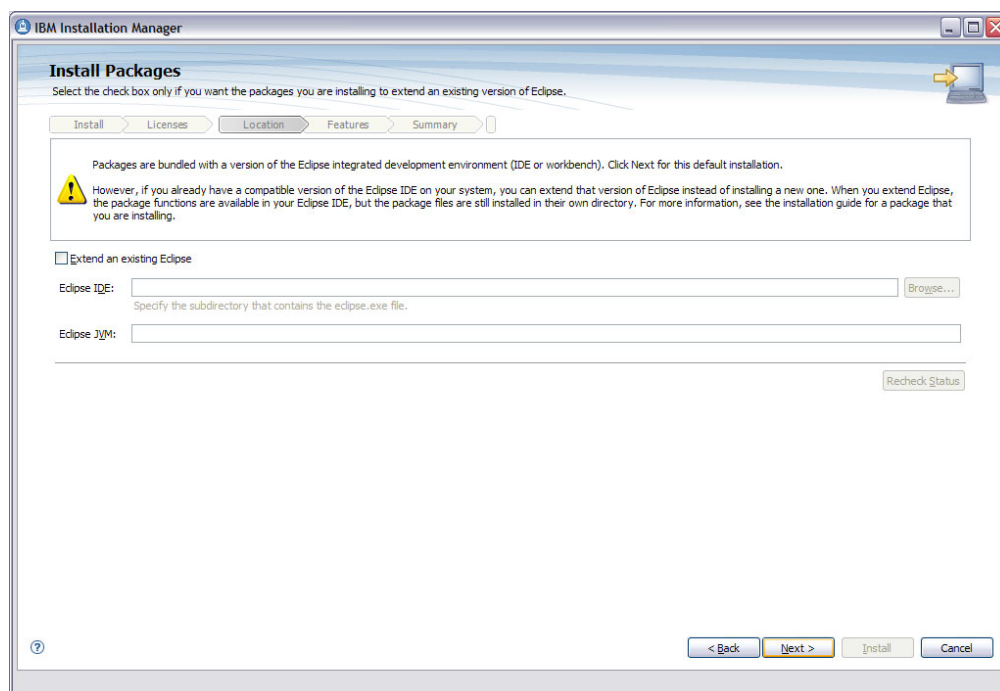 IBM Installation Manager
Install Packages
Select the check box only if you want the packages you are installing to extend an existing version of Eclipse.
Install Licenses Location Features Summary
Packages are bundled with a version of the Eclipse integrated development environment (IDE or workbench). Click Next for this default installation.
However, if you already have a compatible version of the Eclipse IDE on your system, you can extend that version of Eclipse instead of installing a new one. When you extend Eclipse,
the package functions are available in your Eclipse IDE, but the package files are still installed in their own directory. For more information, see the installation guide for a package that
you are installing.
Extend an existing Eclipse
Eclipse IDE: Browse...
Specify the subdirectory that contains the eclipse.exe file.
Eclipse JVM:
Recheck Status
? < Back Next > Install Cancel